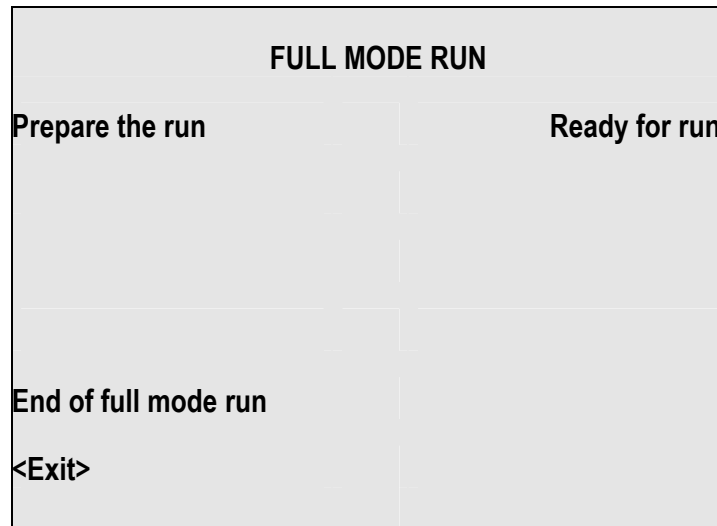 FULL MODE RUN
Prepare the run Ready for run
End of full mode run
<Exit>